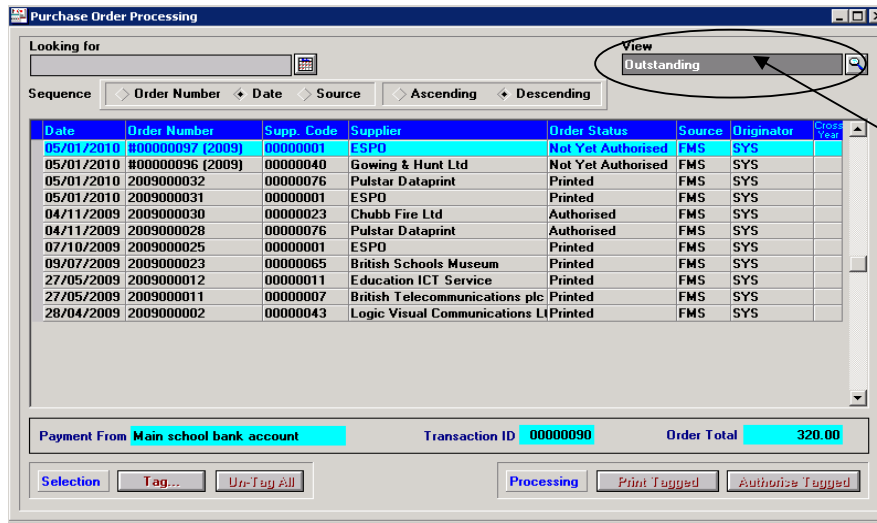 Purchase Order Processing
Looking for View
Outstanding
Sequence Order Number Date Source Ascending Descending
Date Order Number Supp. Code Supplier Order Status Source Originator Cross Year
05/01/2010 #00000097 (2009) 00000001 ESPO Not Yet Authorised FMS SYS
05/01/2010 #00000096 (2009) 00000040 Gowing & Hunt Ltd Not Yet Authorised FMS SYS
05/01/2010 2009000032 00000076 Pulstar Dataprint Printed FMS SYS
05/01/2010 2009000031 00000001 ESPO Printed FMS SYS
04/11/2009 2009000030 00000023 Chubb Fire Ltd Authorised FMS SYS
04/11/2009 2009000028 00000076 Pulstar Dataprint Authorised FMS SYS
07/10/2009 2009000025 00000001 ESPO Printed FMS SYS
09/07/2009 2009000023 00000065 British Schools Museum Printed FMS SYS
27/05/2009 2009000012 00000011 Education ICT Service Printed FMS SYS
27/05/2009 2009000011 00000007 British Telecommunications plc Printed FMS SYS
28/04/2009 2009000002 00000043 Logic Visual Communications Lt Printed FMS SYS
Payment From Main school bank account Transaction ID 00000090 Order Total 320.00
Selection Tag... Un-Tag All Processing Print Tagged Authorise Tagged